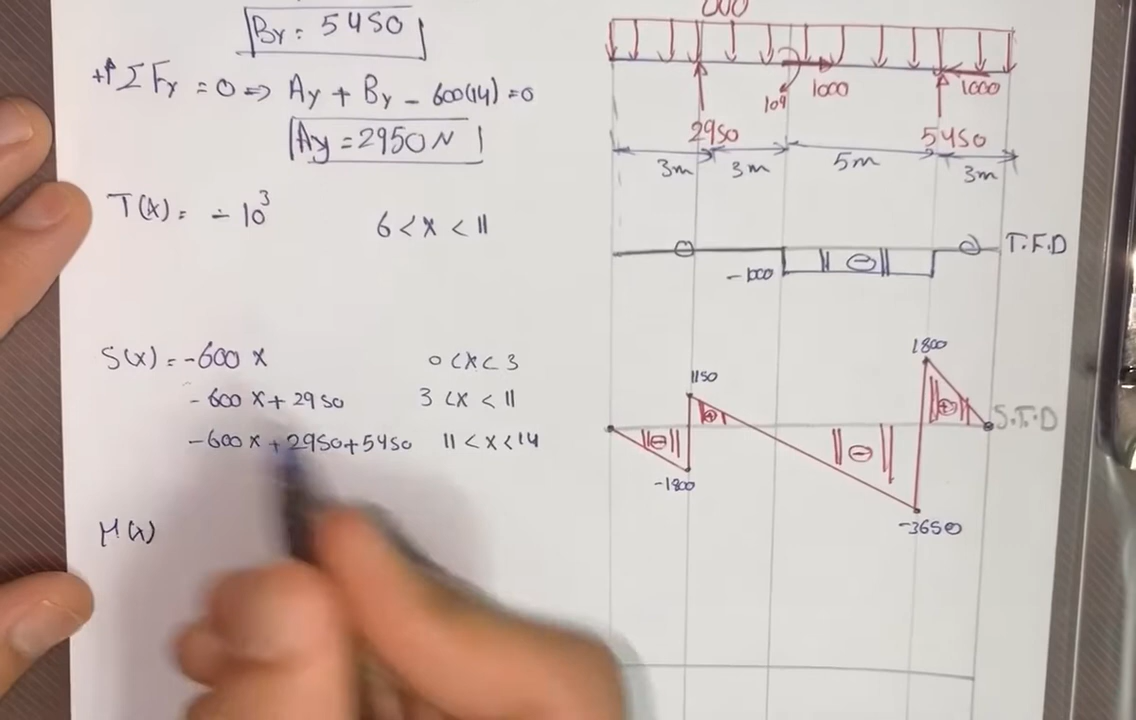 By = 5450
+↑ΣFy = 0 ⇒ Ay + By - 600(14) = 0
Ay = 2950 N
T(x) = - 10³ 6 < x < 11
S(x) = -600 x 0 < x < 3
-600 x + 2950 3 < x < 11
-600x + 2950 + 5450 11 < x < 14
M(x)
1000
1000
2950
5450
3m 3m 5m 3m
T.F.D
-1000
⊖
1800
1150
⊕
⊕
S.F.D
⊖
⊖
-1800
-3650